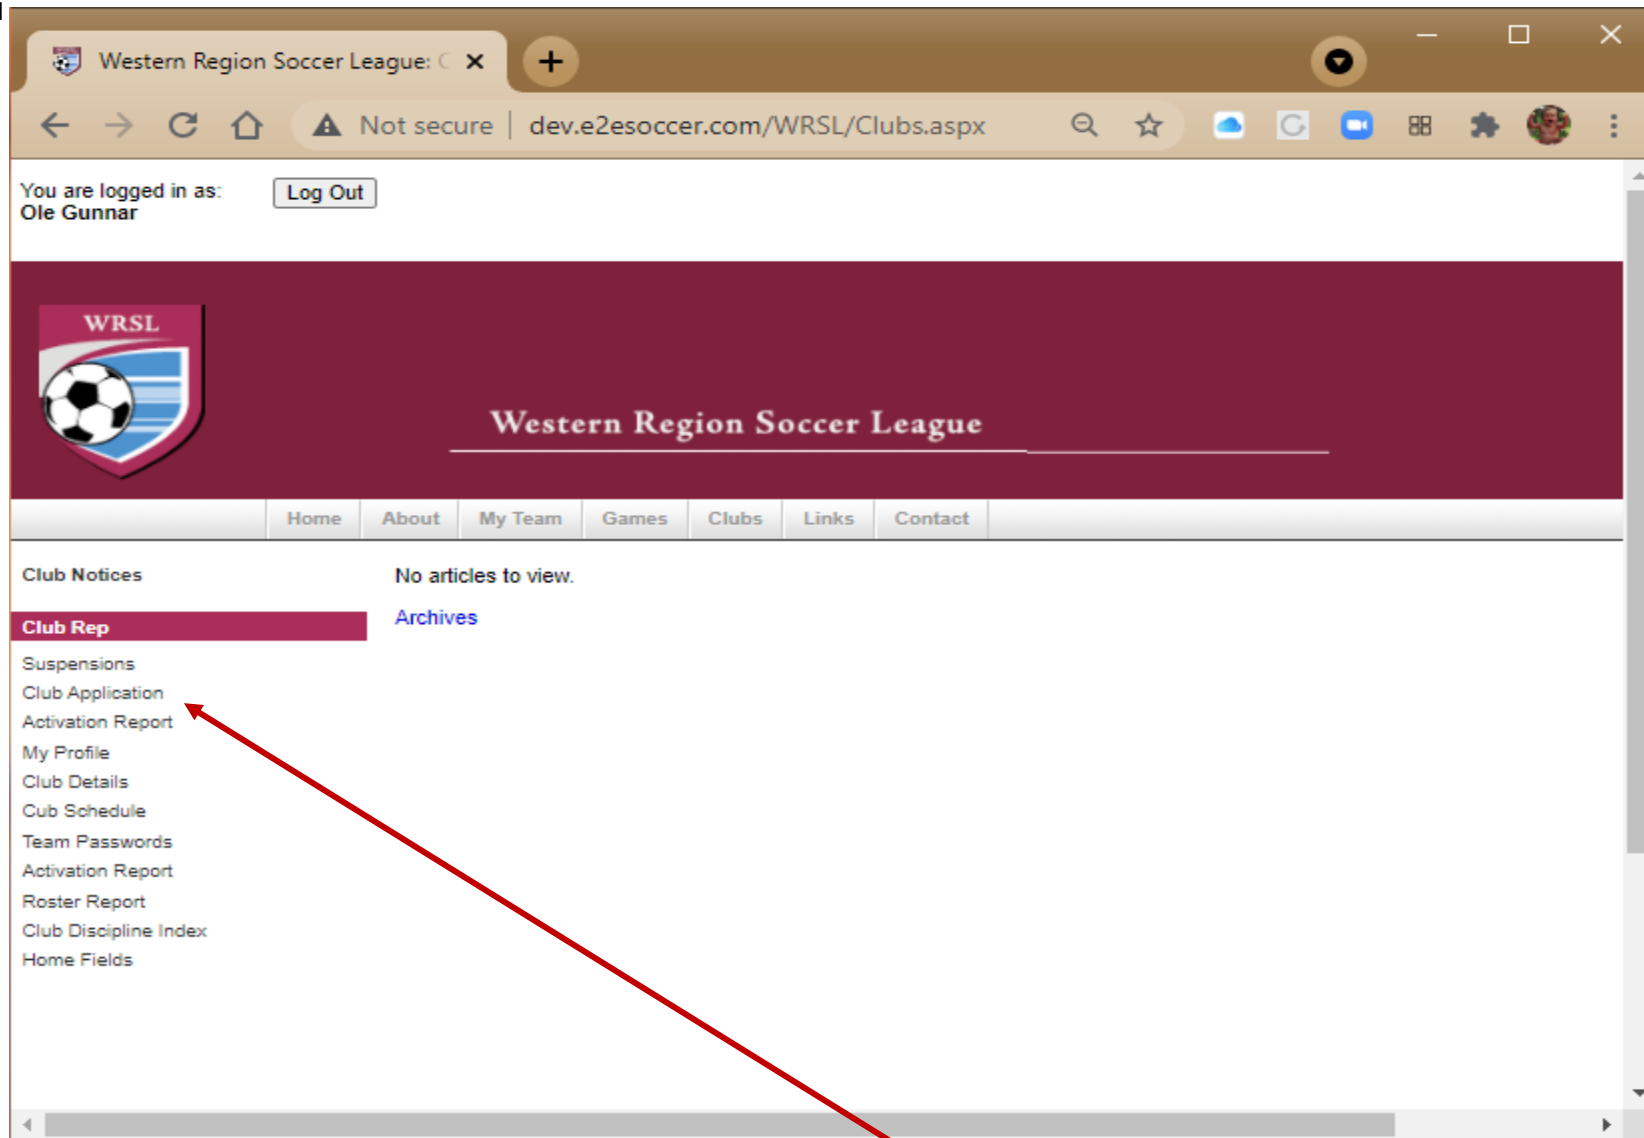 Western Region Soccer League: C
Not secure | dev.e2esoccer.com/WRSL/Clubs.aspx
You are logged in as:
Ole Gunnar
Log Out
WRSL
Western Region Soccer League
Home About My Team Games Clubs Links Contact
Club Notices
No articles to view.
Archives
Club Rep
Suspensions
Club Application
Activation Report
My Profile
Club Details
Cub Schedule
Team Passwords
Activation Report
Roster Report
Club Discipline Index
Home Fields